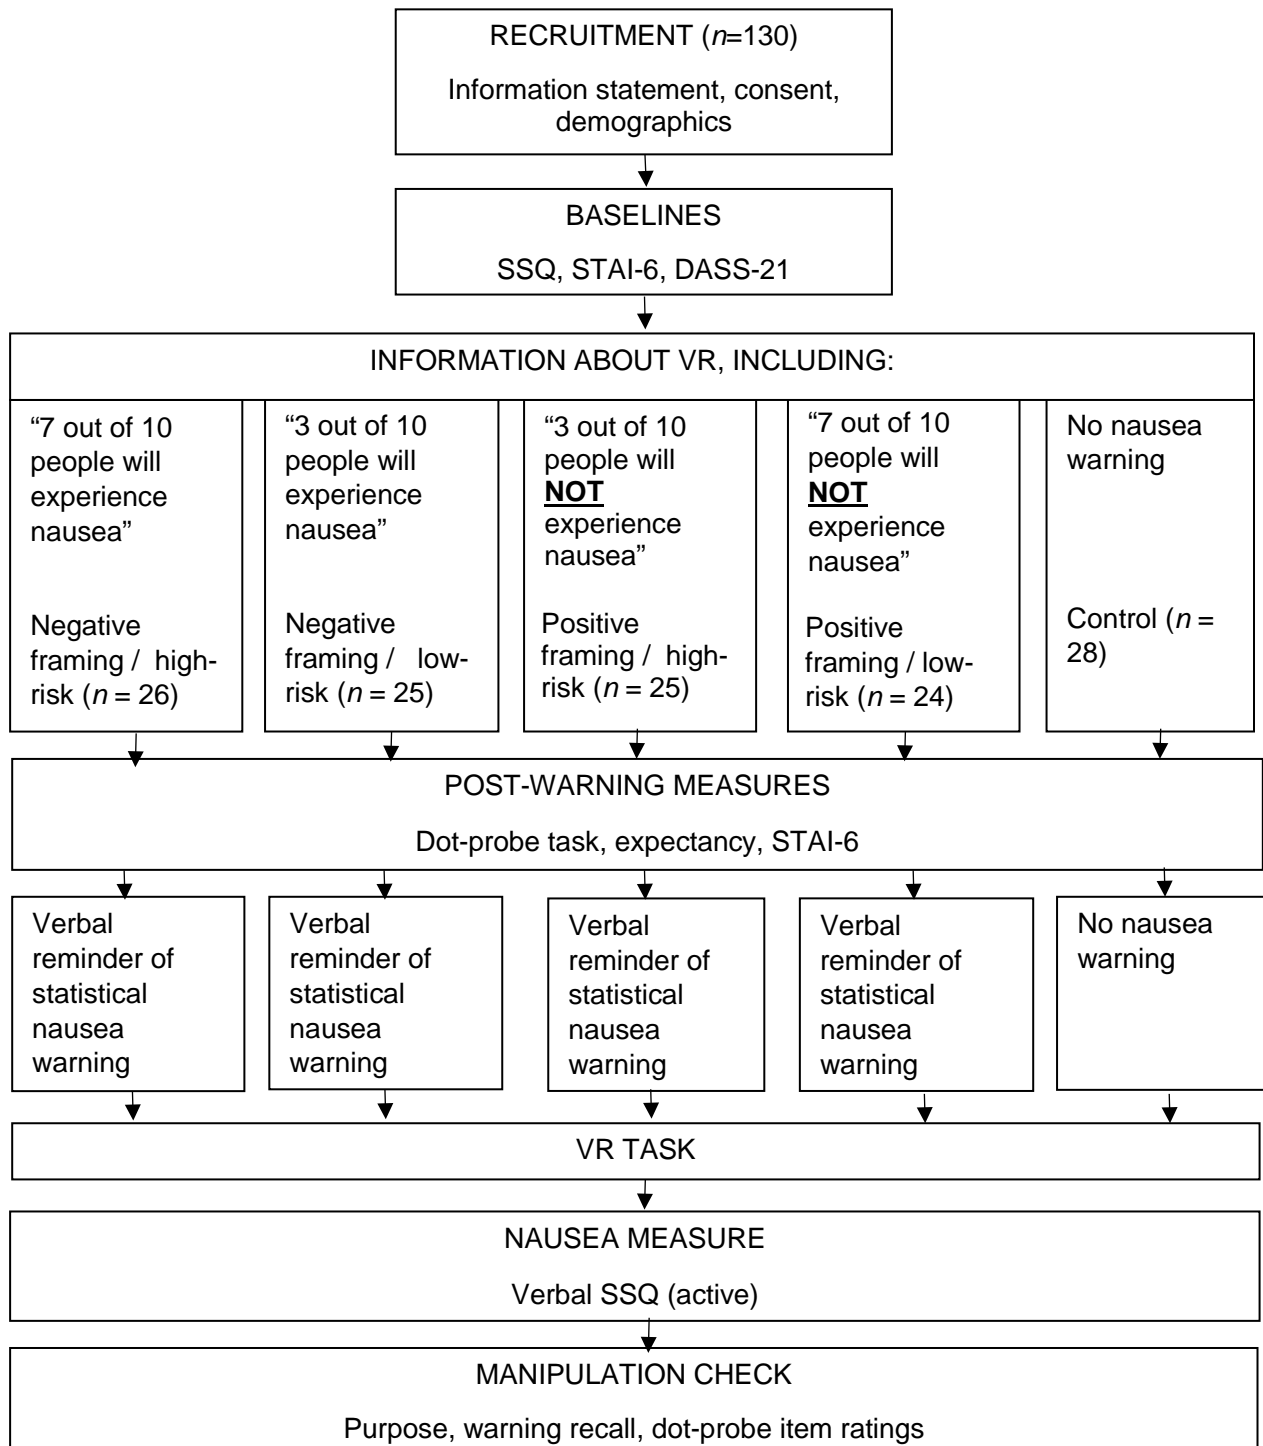 RECRUITMENT (n=130)
Information statement, consent,
demographics
BASELINES
SSQ, STAI-6, DASS-21
INFORMATION ABOUT VR, INCLUDING:
“7 out of 10
people will
experience
nausea”
Negative
framing / high-
risk (n = 26)
“3 out of 10
people will
experience
nausea”
Negative
framing / low-
risk (n = 25)
“3 out of 10
people will
NOT
experience
nausea”
Positive
framing / high-
risk (n = 25)
“7 out of 10
people will
NOT
experience
nausea”
Positive
framing / low-
risk (n = 24)
No nausea
warning
Control (n =
28)
POST-WARNING MEASURES
Dot-probe task, expectancy, STAI-6
Verbal
reminder of
statistical
nausea
warning
Verbal
reminder of
statistical
nausea
warning
Verbal
reminder of
statistical
nausea
warning
Verbal
reminder of
statistical
nausea
warning
No nausea
warning
VR TASK
NAUSEA MEASURE
Verbal SSQ (active)
MANIPULATION CHECK
Purpose, warning recall, dot-probe item ratings